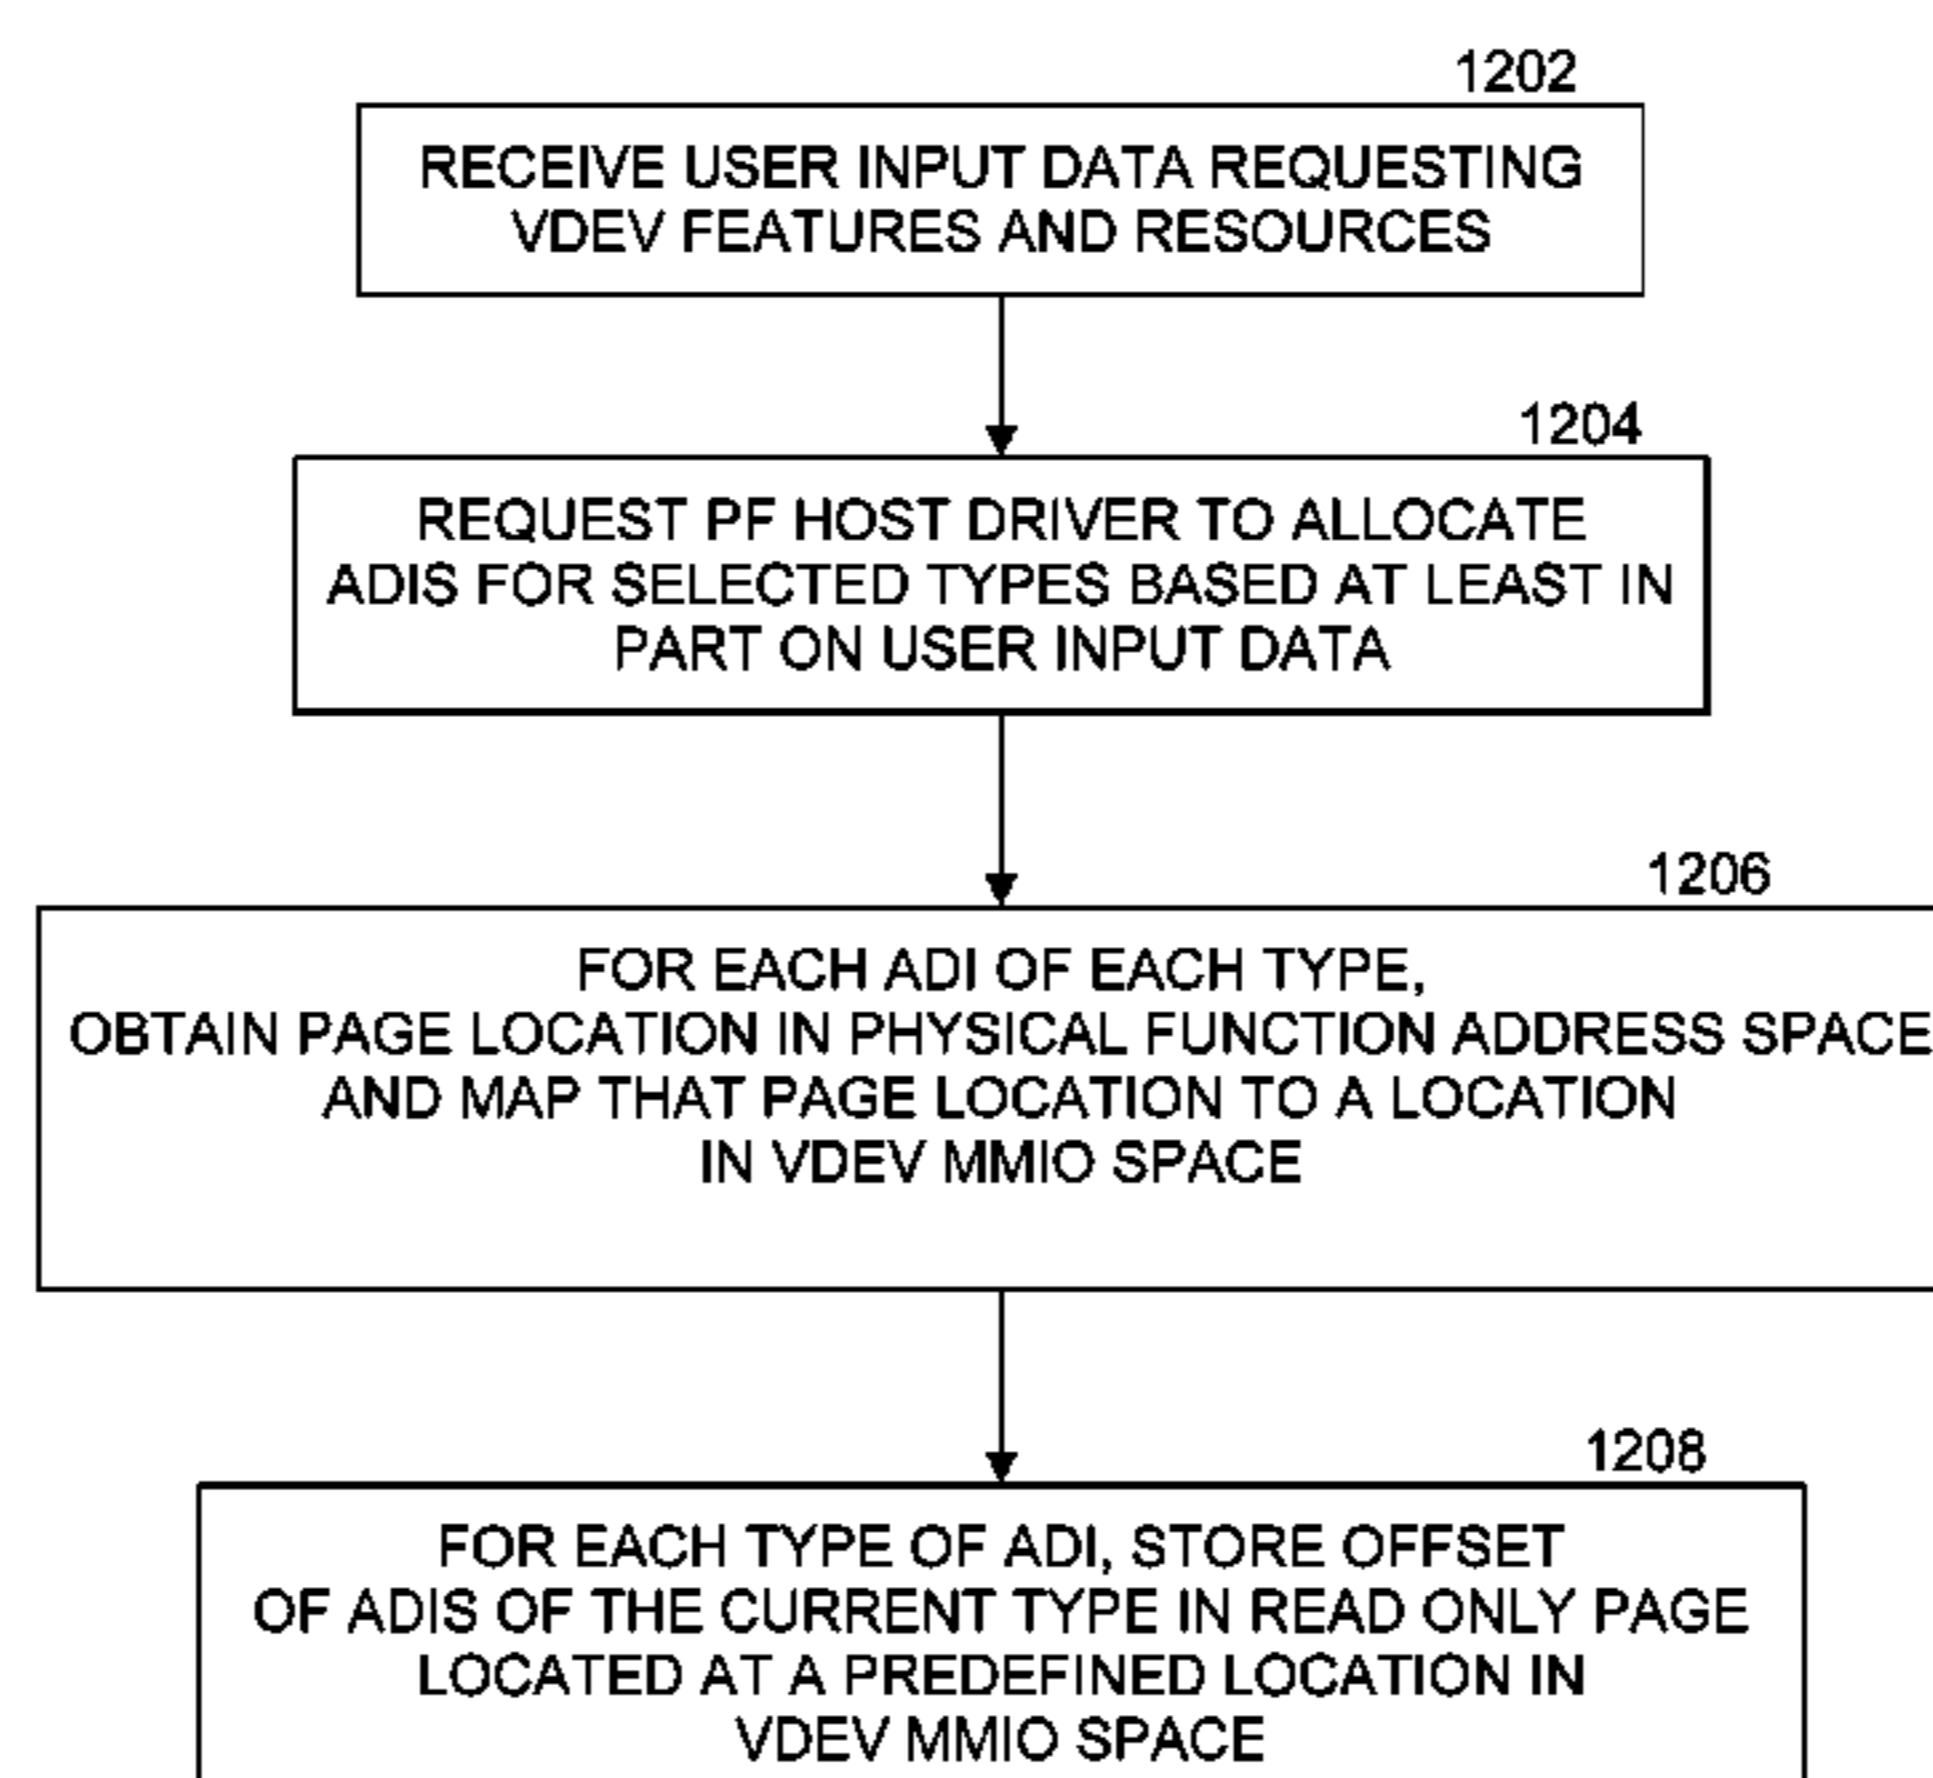 1202
RECEIVE USER INPUT DATA REQUESTING
VDEV FEATURES AND RESOURCES
1204
REQUEST PF HOST DRIVER TO ALLOCATE
ADIS FOR SELECTED TYPES BASED AT LEAST IN
PART ON USER INPUT DATA
1206
FOR EACH ADI OF EACH TYPE,
OBTAIN PAGE LOCATION IN PHYSICAL FUNCTION ADDRESS SPACE
AND MAP THAT PAGE LOCATION TO A LOCATION
IN VDEV MMIO SPACE
1208
FOR EACH TYPE OF ADI, STORE OFFSET
OF ADIS OF THE CURRENT TYPE IN READ ONLY PAGE
LOCATED AT A PREDEFINED LOCATION IN
VDEV MMIO SPACE